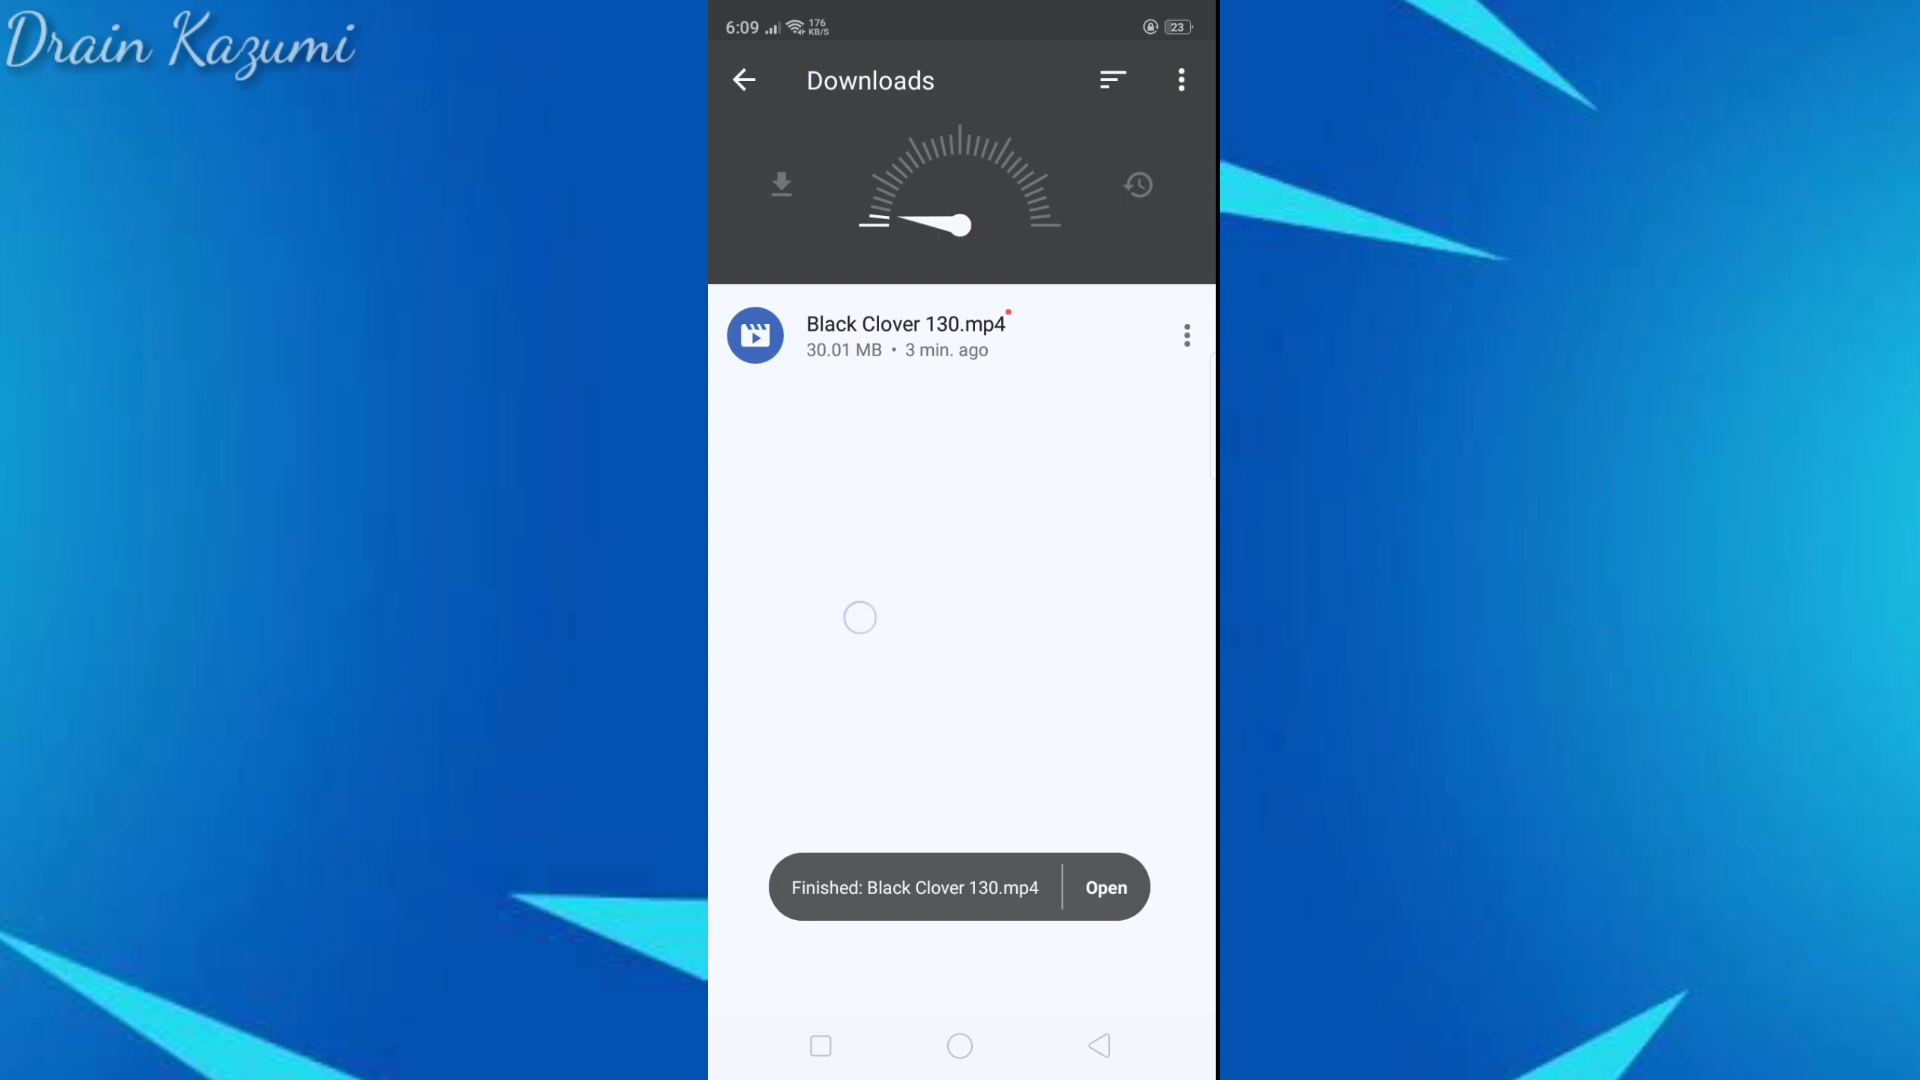 Drain Kazumi
6:09 176 KB/S 23
Downloads
Black Clover 130.mp4
30.01 MB • 3 min. ago
Finished: Black Clover 130.mp4 Open